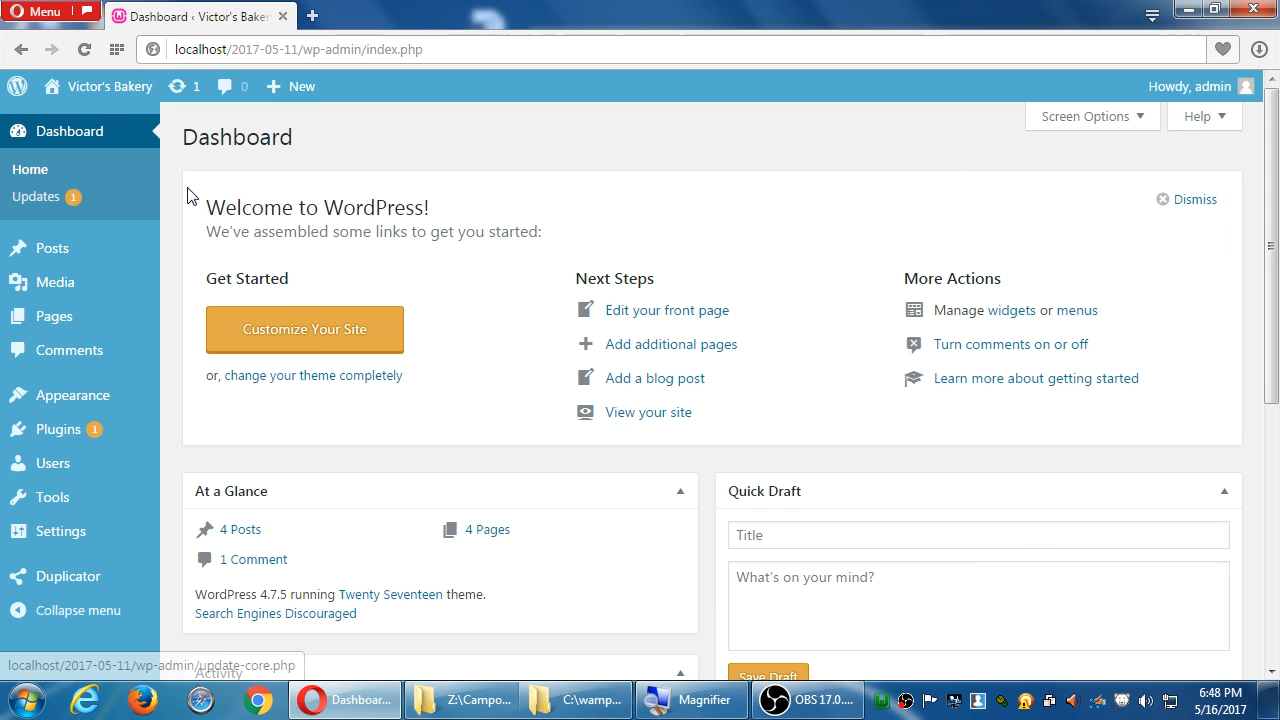 Menu
Dashboard ‹ Victor's Baker
localhost/2017-05-11/wp-admin/index.php
Victor's Bakery
1
0
New
Howdy, admin
Dashboard
Home
Updates 1
Posts
Media
Pages
Comments
Appearance
Plugins 1
Users
Tools
Settings
Duplicator
Collapse menu
Screen Options
Help
Dashboard
Welcome to WordPress!
Dismiss
We've assembled some links to get you started:
Get Started
Customize Your Site
or, change your theme completely
Next Steps
Edit your front page
Add additional pages
Add a blog post
View your site
More Actions
Manage widgets or menus
Turn comments on or off
Learn more about getting started
At a Glance
4 Posts
4 Pages
1 Comment
WordPress 4.7.5 running Twenty Seventeen theme.
Search Engines Discouraged
Activity
Quick Draft
Title
What's on your mind?
Save Draft
localhost/2017-05-11/wp-admin/update-core.php
Dashboar...
Z:\Campo...
C:\wamp...
Magnifier
OBS 17.0....
6:48 PM
5/16/2017